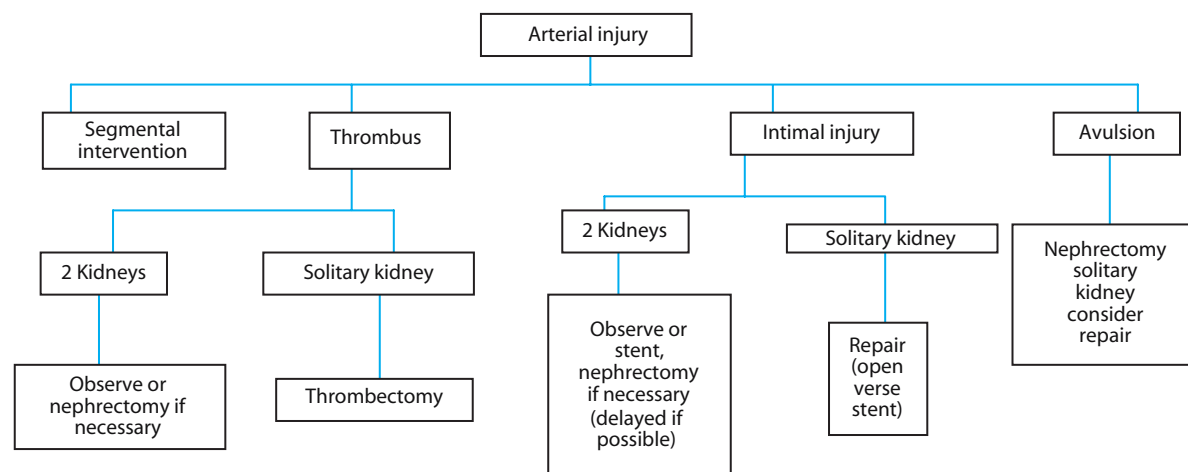 Arterial injury
Segmental
intervention
Thrombus
Intimal injury
Avulsion
2 Kidneys
Solitary kidney
2 Kidneys
Solitary kidney
Nephrectomy
solitary
kidney
consider
repair
Observe or
nephrectomy if
necessary
Thrombectomy
Observe or
stent,
nephrectomy
if necessary
(delayed if
possible)
Repair
(open
verse
stent)